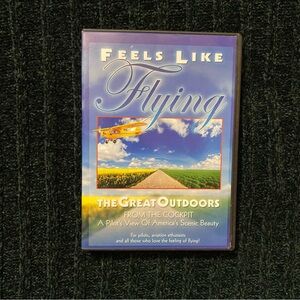 FEELS LIKE
Flying
THE GREAT OUTDOORS
FROM THE COCKPIT
A Pilot's View Of America's Scenic Beauty
For pilots, aviation ethusiasts
and all those who love the feeling of flying!